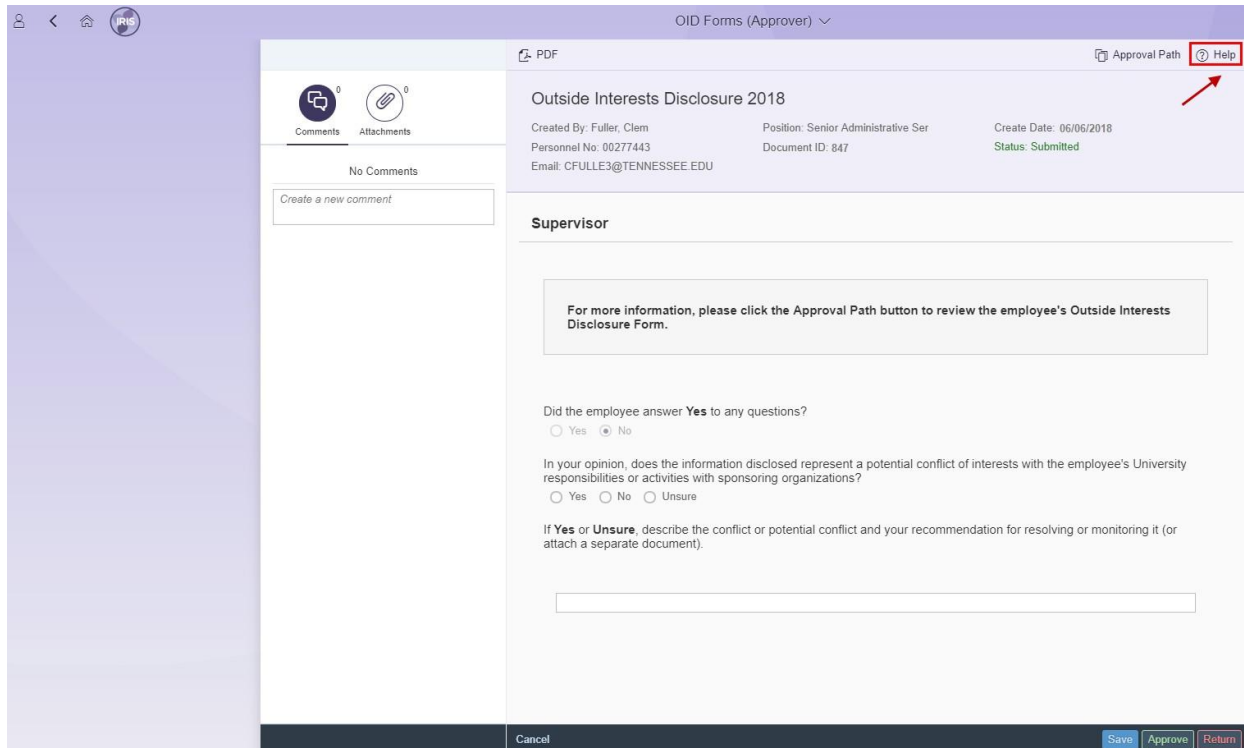 IRIS
OID Forms (Approver)
PDF
Approval Path
Help
0
0
Comments
Attachments
No Comments
Create a new comment
Outside Interests Disclosure 2018
Created By: Fuller, Clem
Position: Senior Administrative Ser
Create Date: 06/06/2018
Personnel No: 00277443
Document ID: 847
Status: Submitted
Email: CFULLE3@TENNESSEE.EDU
Supervisor
For more information, please click the Approval Path button to review the employee's Outside Interests
Disclosure Form.
Did the employee answer Yes to any questions?
Yes No
In your opinion, does the information disclosed represent a potential conflict of interests with the employee's University
responsibilities or activities with sponsoring organizations?
Yes No Unsure
If Yes or Unsure, describe the conflict or potential conflict and your recommendation for resolving or monitoring it (or
attach a separate document).
Cancel
Save
Approve
Return